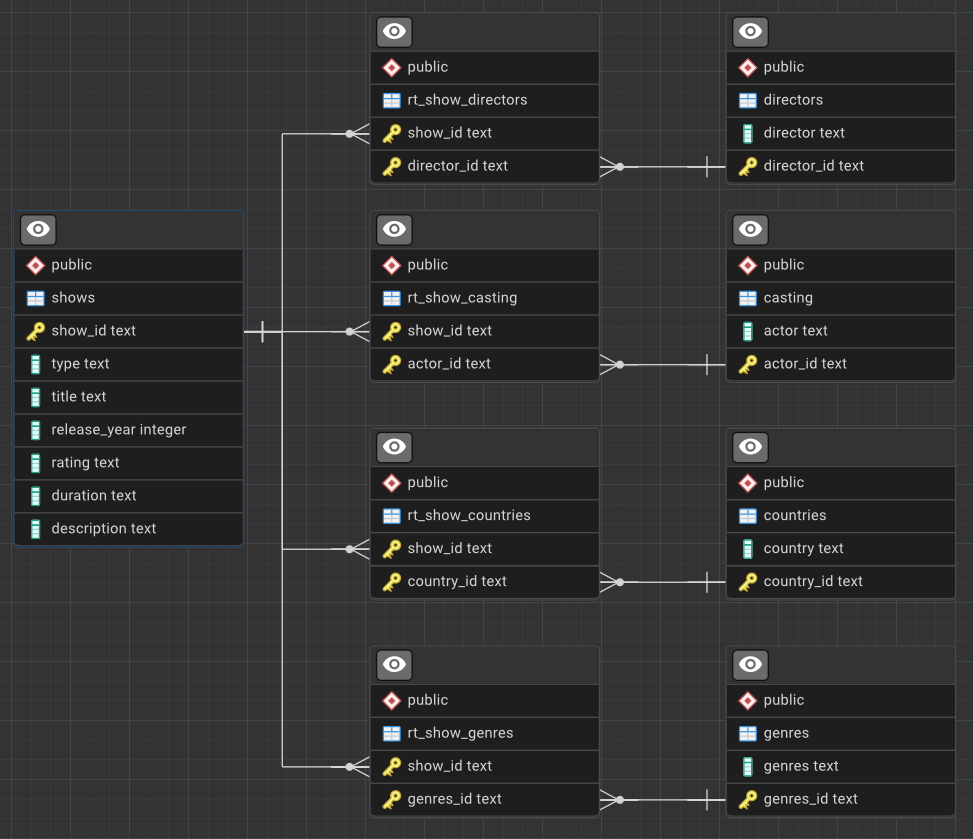 public
shows
show_id text
type text
title text
release_year integer
rating text
duration text
description text
public
rt_show_directors
show_id text
director_id text
public
directors
director text
director_id text
public
rt_show_casting
show_id text
actor_id text
public
casting
actor text
actor_id text
public
rt_show_countries
show_id text
country_id text
public
countries
country text
country_id text
public
rt_show_genres
show_id text
genres_id text
public
genres
genres text
genres_id text